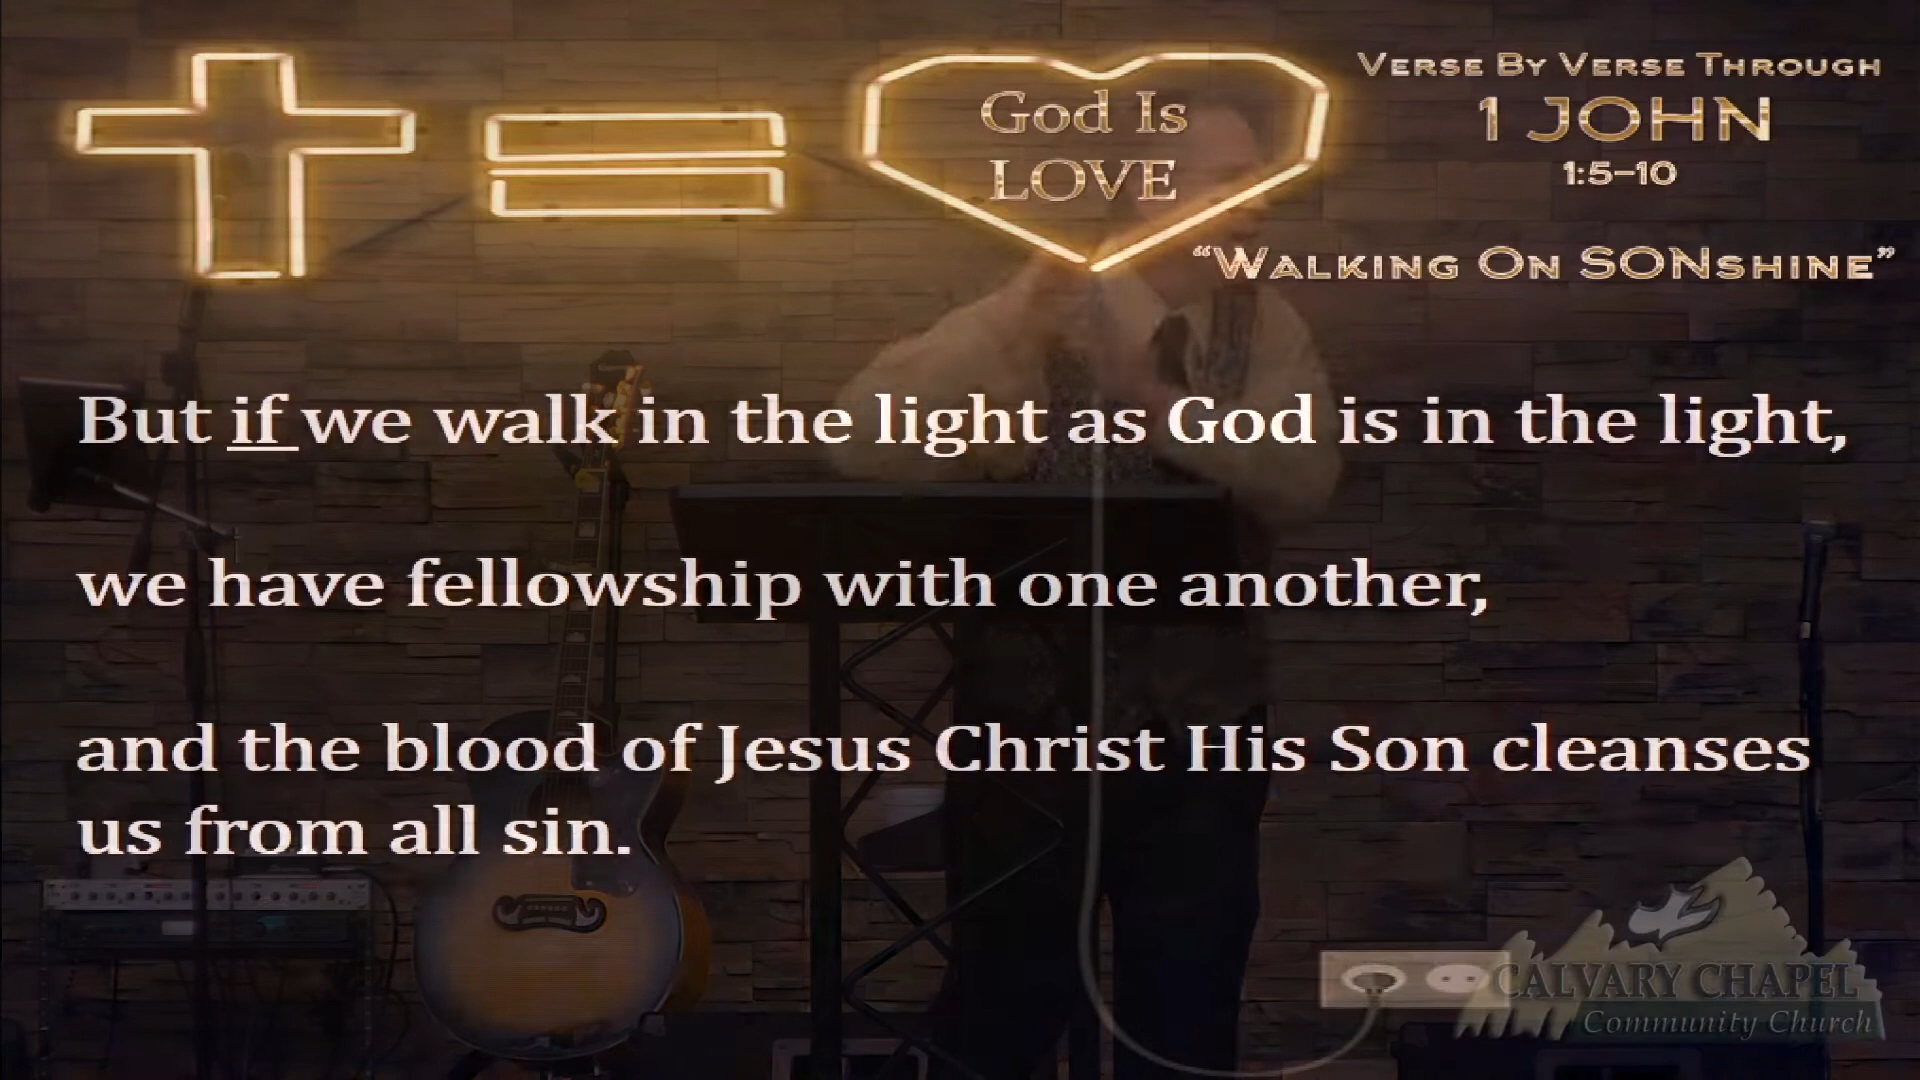 God Is
LOVE
VERSE BY VERSE THROUGH
1 JOHN
1:5-10
"WALKING ON SONSHINE"
But if we walk in the light as God is in the light,
we have fellowship with one another,
and the blood of Jesus Christ His Son cleanses
us from all sin.
CALVARY CHAPEL
Community Church